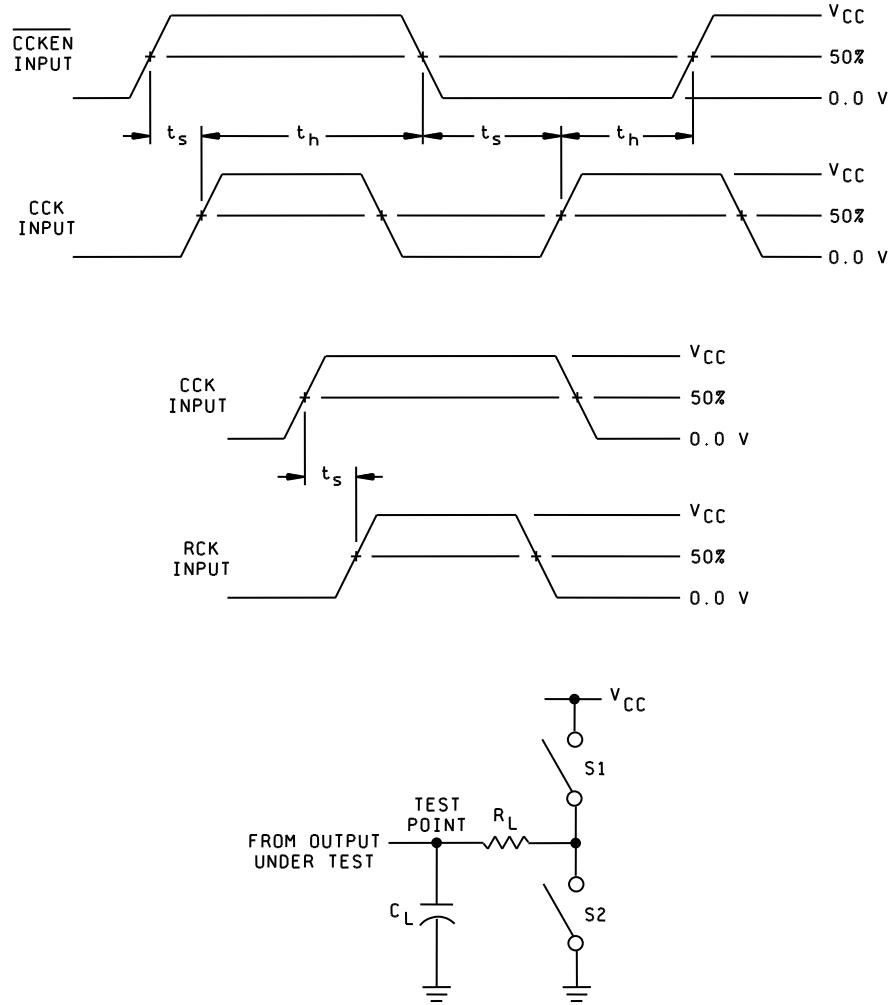 VCC
CCKEN
INPUT
50%
0.0 V
ts
th
ts
th
VCC
CCK
INPUT
50%
0.0 V
VCC
CCK
INPUT
50%
0.0 V
ts
VCC
RCK
INPUT
50%
0.0 V
VCC
S1
TEST
POINT
RL
FROM OUTPUT
UNDER TEST
CL
S2